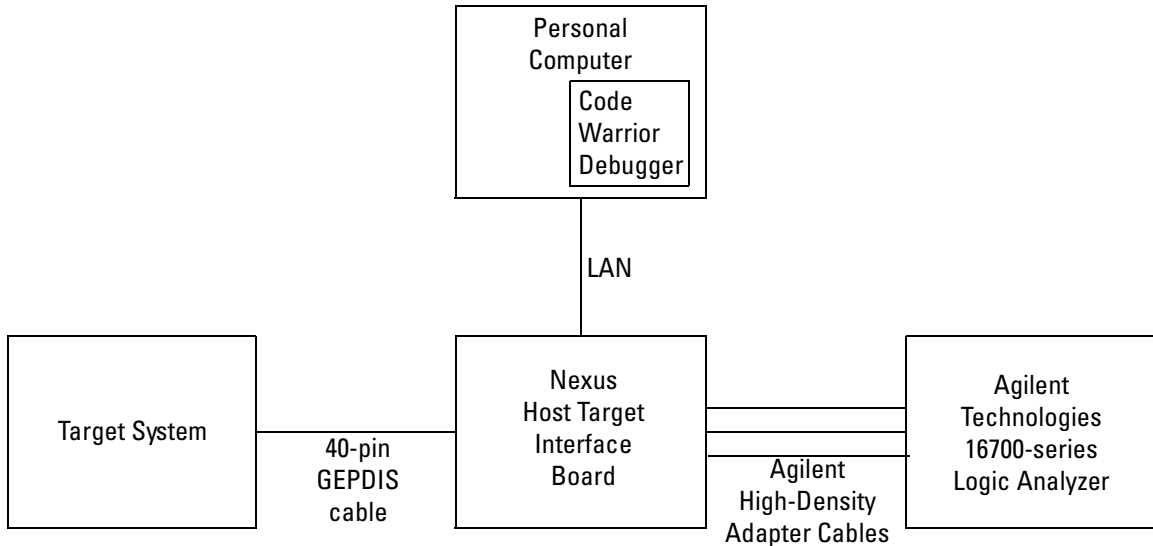 Personal
Computer
Code
Warrior
Debugger
LAN
Target System
40-pin
GEPDIS
cable
Nexus
Host Target
Interface
Board
Agilent
High-Density
Adapter Cables
Agilent
Technologies
16700-series
Logic Analyzer